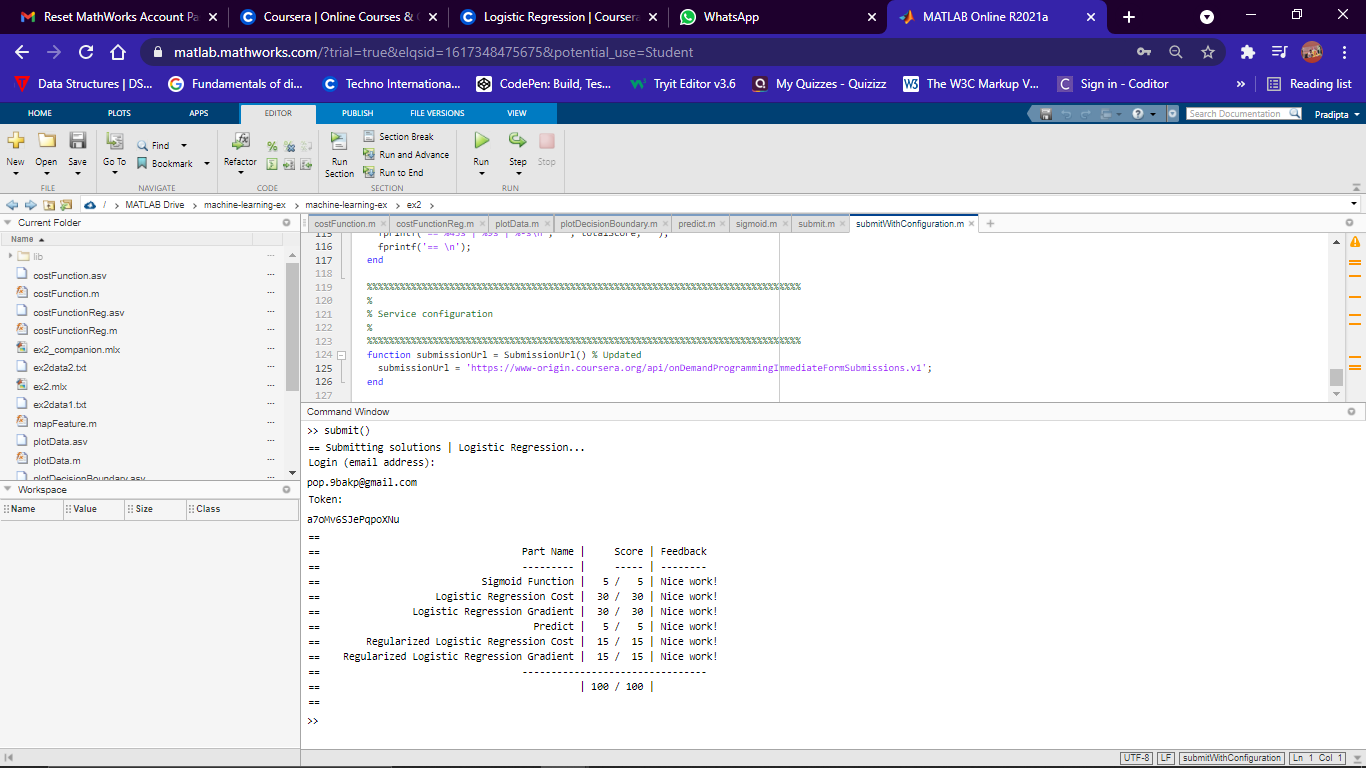 Reset MathWorks Account Pa
Coursera | Online Courses &
Logistic Regression | Coursera
WhatsApp
MATLAB Online R2021a
matlab.mathworks.com/?trial=true&elqsid=1617348475675&potential_use=Student
Data Structures | DS...
Fundamentals of di...
Techno Internationa...
CodePen: Build, Tes...
Tryit Editor v3.6
My Quizzes - Quizizz
The W3C Markup V...
Sign in - Coditor
»
Reading list
HOME
PLOTS
APPS
EDITOR
PUBLISH
FILE VERSIONS
VIEW
Search Documentation
Pradipta
New
Open
Save
FILE
Go To
Find
Bookmark
NAVIGATE
Refactor
CODE
Run Section
Section Break
Run and Advance
Run to End
SECTION
Run
Step
Stop
RUN
/ > MATLAB Drive > machine-learning-ex > machine-learning-ex > ex2 >
Current Folder
Name
lib
costFunction.asv
costFunction.m
costFunctionReg.asv
costFunctionReg.m
ex2_companion.mlx
ex2data2.txt
ex2.mlx
ex2data1.txt
mapFeature.m
plotData.asv
plotData.m
plotDecisionBoundary.asv
Workspace
Name
Value
Size
Class
costFunction.m
costFunctionReg.m
plotData.m
plotDecisionBoundary.m
predict.m
sigmoid.m
submit.m
submitWithConfiguration.m
115
116 fprintf('== \n');
117 end
118
119 %%%%%%%%%%%%%%%%%%%%%%%%%%%%%%%%%%%%%%%%%%%%%%%%%%%%%%%%%%%%%%%%%%%%%%%%%%%%%
120 %
121 % Service configuration
122 %
123 %%%%%%%%%%%%%%%%%%%%%%%%%%%%%%%%%%%%%%%%%%%%%%%%%%%%%%%%%%%%%%%%%%%%%%%%%%%%%
124 function submissionUrl = SubmissionUrl() % Updated
125 submissionUrl = 'https://www-origin.coursera.org/api/onDemandProgrammingImmediateFormSubmissions.v1';
126 end
127
Command Window
>> submit()
== Submitting solutions | Logistic Regression...
Login (email address):
pop.9bakp@gmail.com
Token:
a7oMv6SJePqpoXNu
==
== Part Name | Score | Feedback
== --------- | ----- | --------
== Sigmoid Function | 5 / 5 | Nice work!
== Logistic Regression Cost | 30 / 30 | Nice work!
== Logistic Regression Gradient | 30 / 30 | Nice work!
== Predict | 5 / 5 | Nice work!
== Regularized Logistic Regression Cost | 15 / 15 | Nice work!
== Regularized Logistic Regression Gradient | 15 / 15 | Nice work!
== --------------------------------
== | 100 / 100 |
==
>>
UTF-8
LF
submitWithConfiguration
Ln 1 Col 1